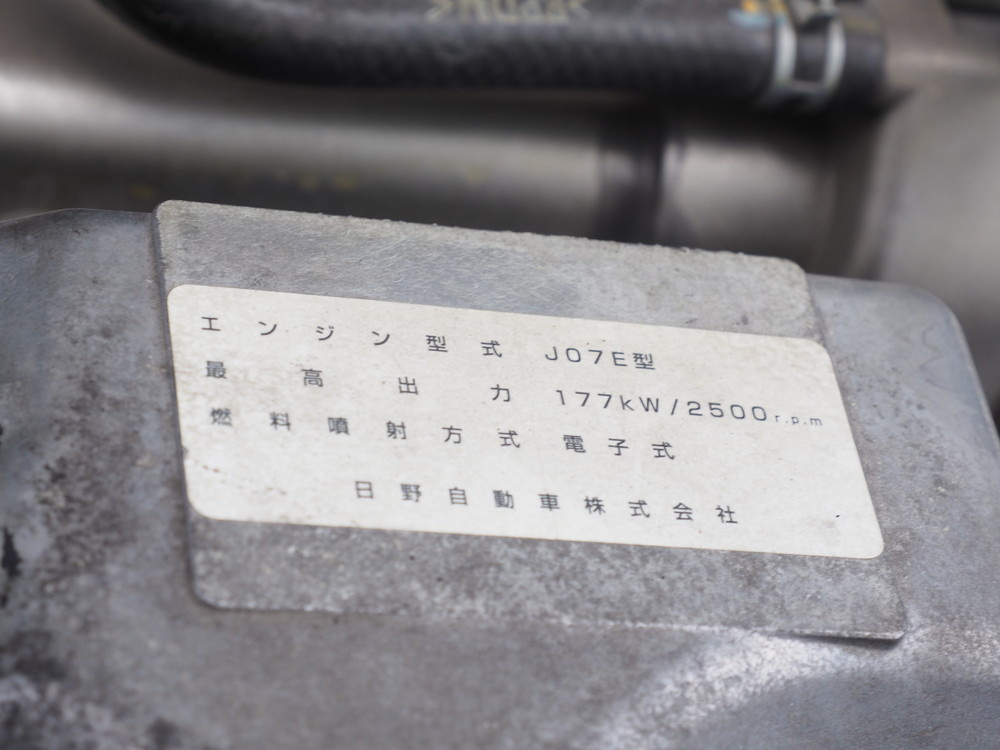 エンジン型式 J07E型
最高出力 177kW/2500r.p.m
燃料噴射方式 電子式
日野自動車株式会社